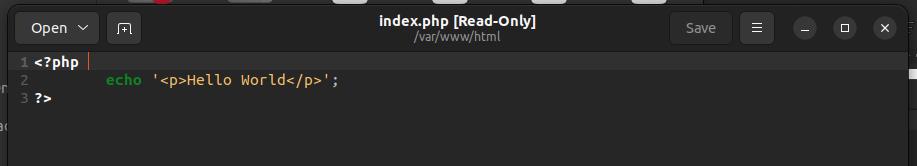 Open
index.php [Read-Only]
/var/www/html
Save
1 <?php
2 echo '<p>Hello World</p>';
3 ?>